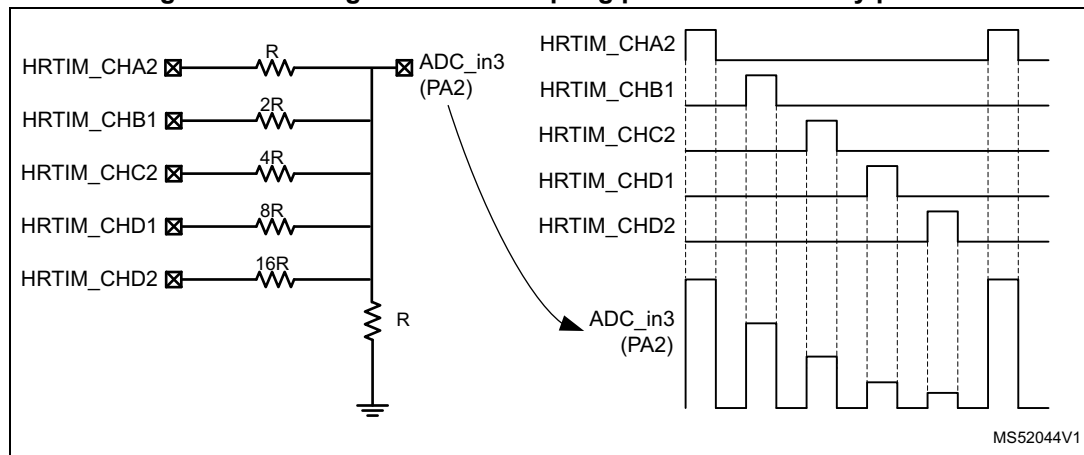 HRTIM_CHA2
R
ADC_in3
(PA2)
HRTIM_CHB1
2R
HRTIM_CHC2
4R
HRTIM_CHD1
8R
HRTIM_CHD2
16R
R
HRTIM_CHA2
HRTIM_CHB1
HRTIM_CHC2
HRTIM_CHD1
HRTIM_CHD2
ADC_in3
(PA2)
MS52044V1